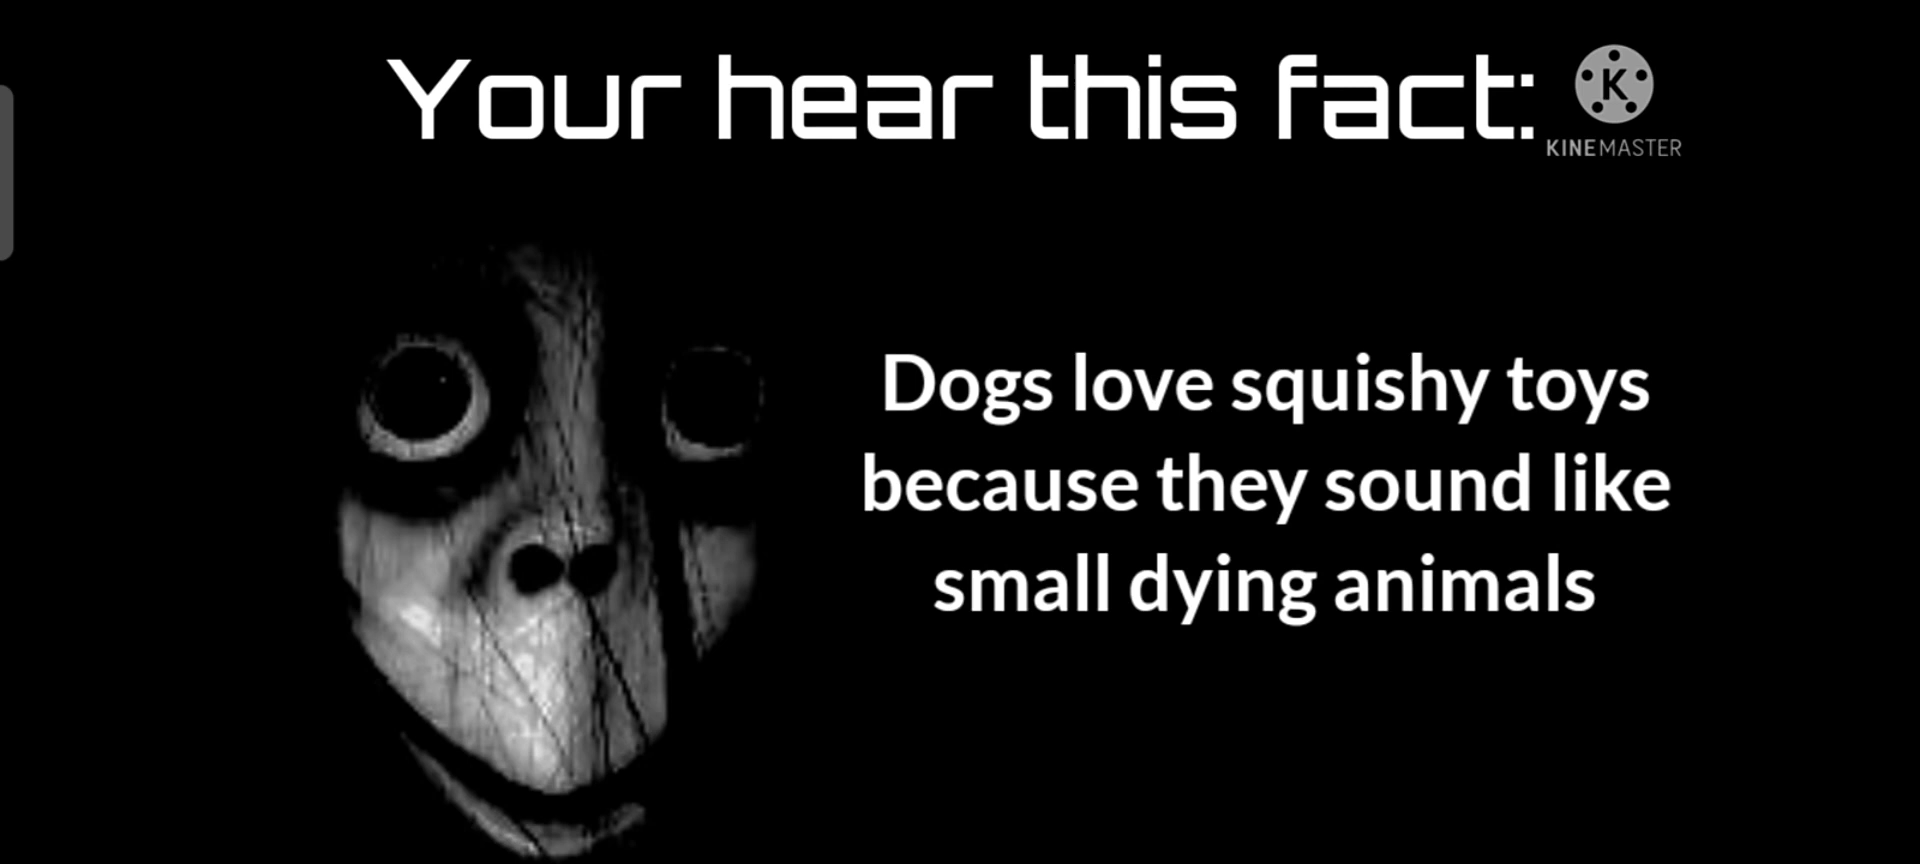 Your hear this fact:
K
KINEMASTER
Dogs love squishy toys
because they sound like
small dying animals